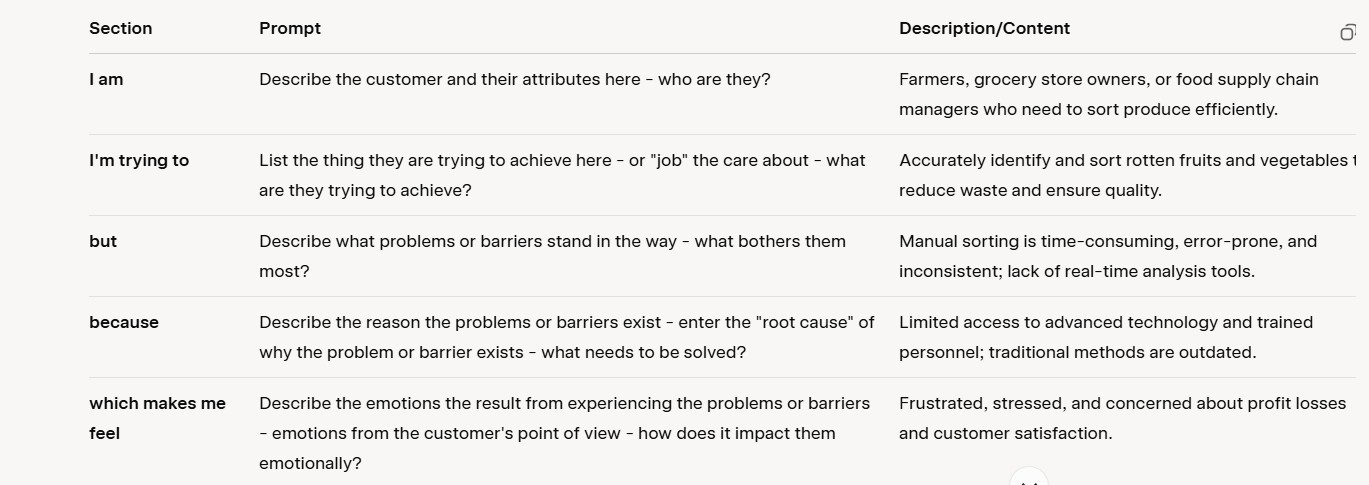 Section Prompt Description/Content
I am Describe the customer and their attributes here - who are they? Farmers, grocery store owners, or food supply chain
managers who need to sort produce efficiently.
I'm trying to List the thing they are trying to achieve here - or "job" the care about - what Accurately identify and sort rotten fruits and vegetables
are they trying to achieve? reduce waste and ensure quality.
but Describe what problems or barriers stand in the way - what bothers them Manual sorting is time-consuming, error-prone, and
most? inconsistent; lack of real-time analysis tools.
because Describe the reason the problems or barriers exist - enter the "root cause" of Limited access to advanced technology and trained
why the problem or barrier exists - what needs to be solved? personnel; traditional methods are outdated.
which makes me Describe the emotions the result from experiencing the problems or barriers Frustrated, stressed, and concerned about profit losses
feel - emotions from the customer's point of view - how does it impact them and customer satisfaction.
emotionally?